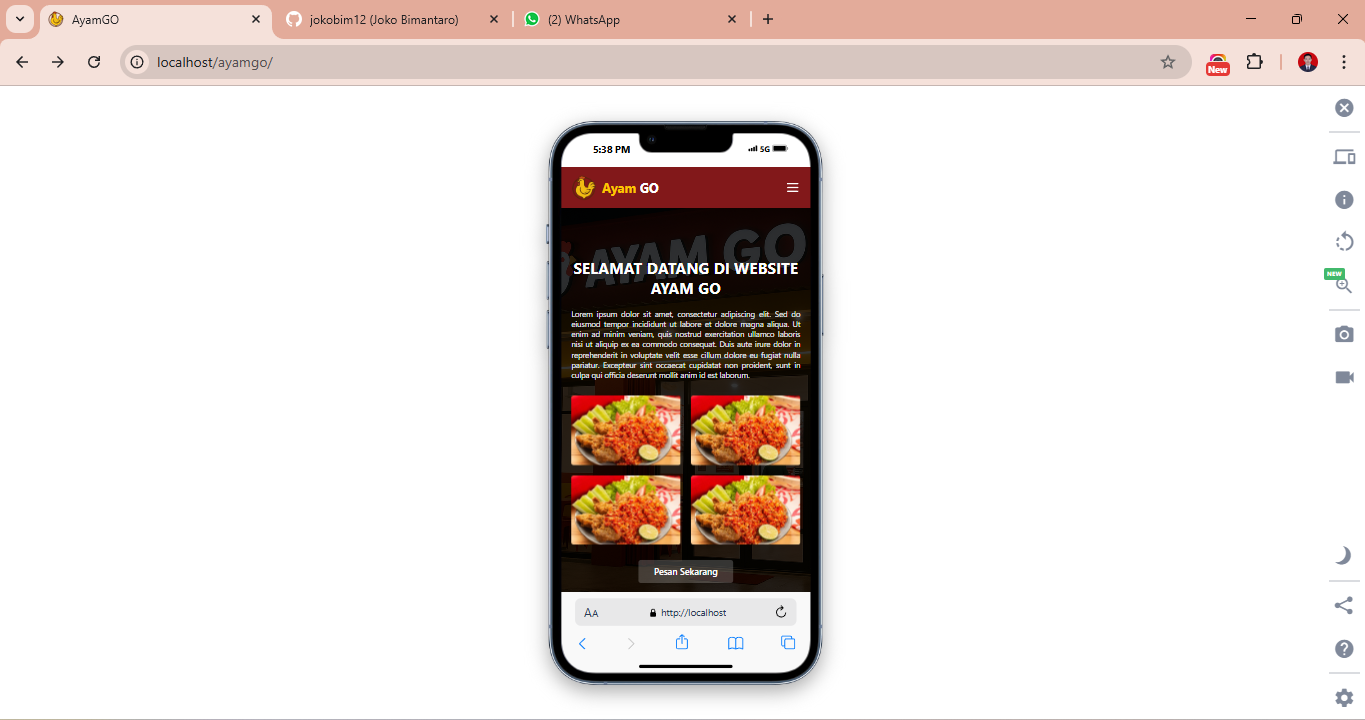 AyamGO
jokobim12 (Joko Bimantaro)
(2) WhatsApp
localhost/ayamgo/
New
NEW
5:38 PM
5G
Ayam GO
AYAM GO
SELAMAT DATANG DI WEBSITE
AYAM GO
Lorem ipsum dolor sit amet, consectetur adipiscing elit. Sed do
eiusmod tempor incididunt ut labore et dolore magna aliqua. Ut
enim ad minim veniam, quis nostrud exercitation ullamco laboris
nisi ut aliquip ex ea commodo consequat. Duis aute irure dolor in
reprehenderit in voluptate velit esse cillum dolore eu fugiat nulla
pariatur. Excepteur sint occaecat cupidatat non proident, sunt in
culpa qui officia deserunt mollit anim id est laborum.
Pesan Sekarang
AA
http://localhost